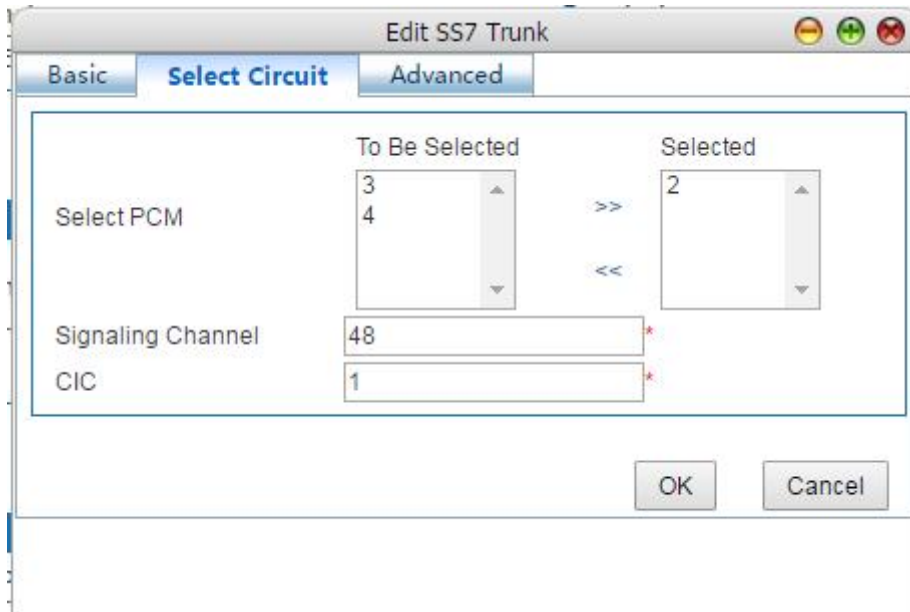 Edit SS7 Trunk
Basic Select Circuit Advanced
To Be Selected Selected
3 2
4
Select PCM
>>
<<
Signaling Channel 48 *
CIC 1 *
OK Cancel